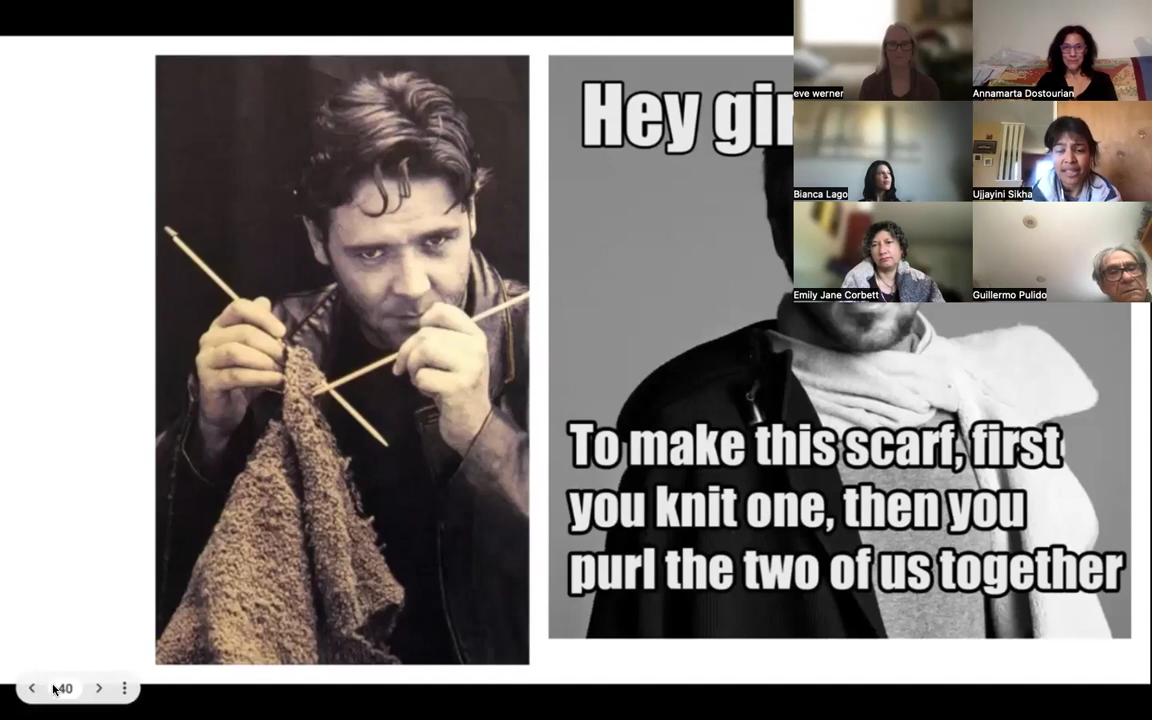 Hey gir
To make this scarf, first
you knit one, then you
purl the two of us together
eve werner
Annamarta Dostourian
Bianca Lago
Ujjayini Sikha
Emily Jane Corbett
Guillermo Pulido
40